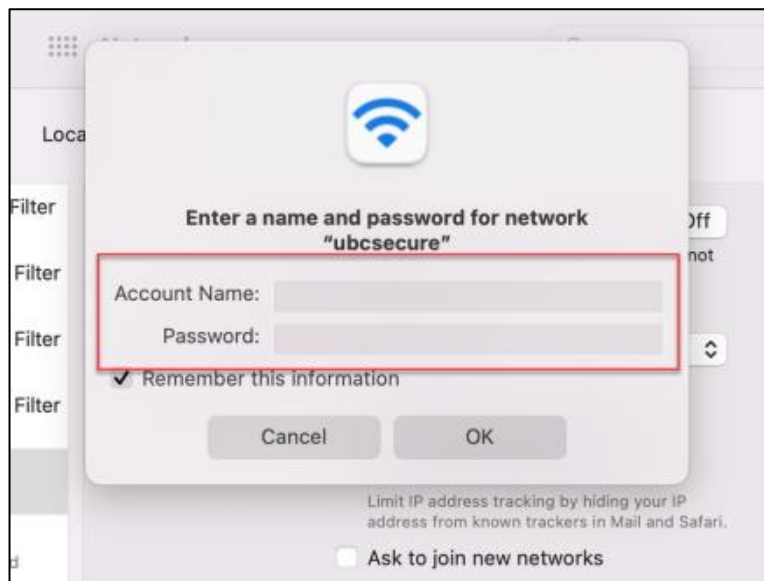 Loca
Enter a name and password for network
“ubcsecure”
Filter
Off
not
Filter
Account Name:
Filter
Password:
Remember this information
Filter
Cancel
OK
Limit IP address tracking by hiding your IP
address from known trackers in Mail and Safari.
d
Ask to join new networks